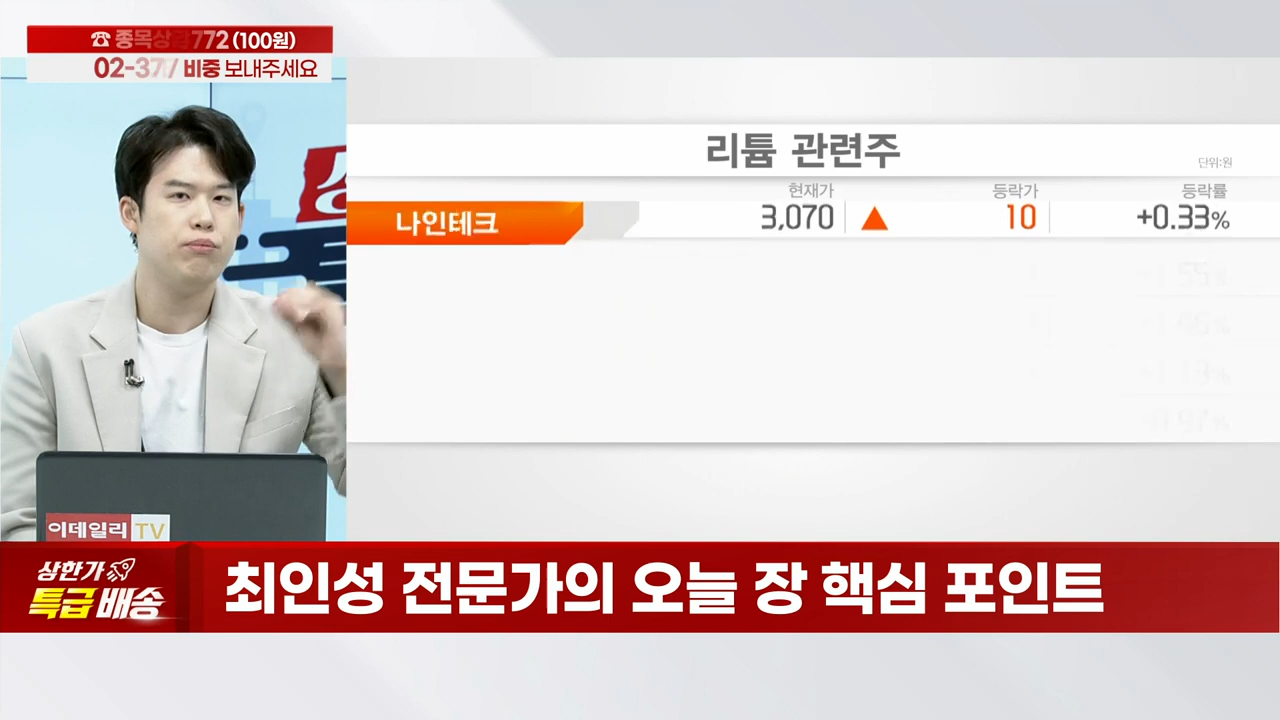 ☎ 종목상 772 (100원)
02-37 / 비중 보내주세요
리튬 관련주
단위:원
현재가 등락가 등락률
나인테크 3,070 ▲ 10 +0.33%
이데일리 TV
상한가
특급배송
최인성 전문가의 오늘 장 핵심 포인트